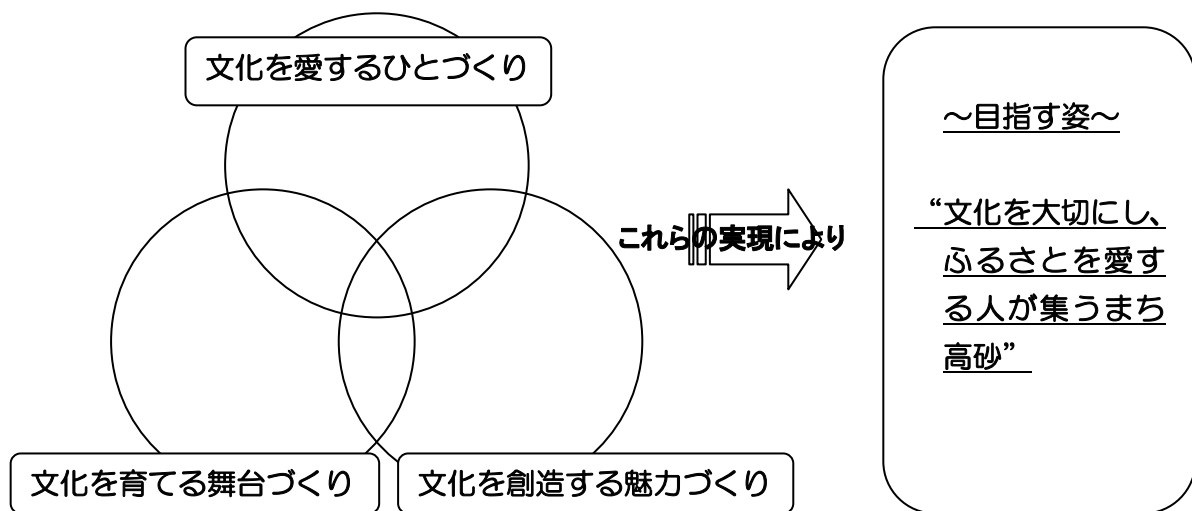 文化を愛するひとづくり
文化を育てる舞台づくり
文化を創造する魅力づくり
これらの実現により
～目指す姿～
“文化を大切にし、
ふるさとを愛す
る人が集うまち
高砂”